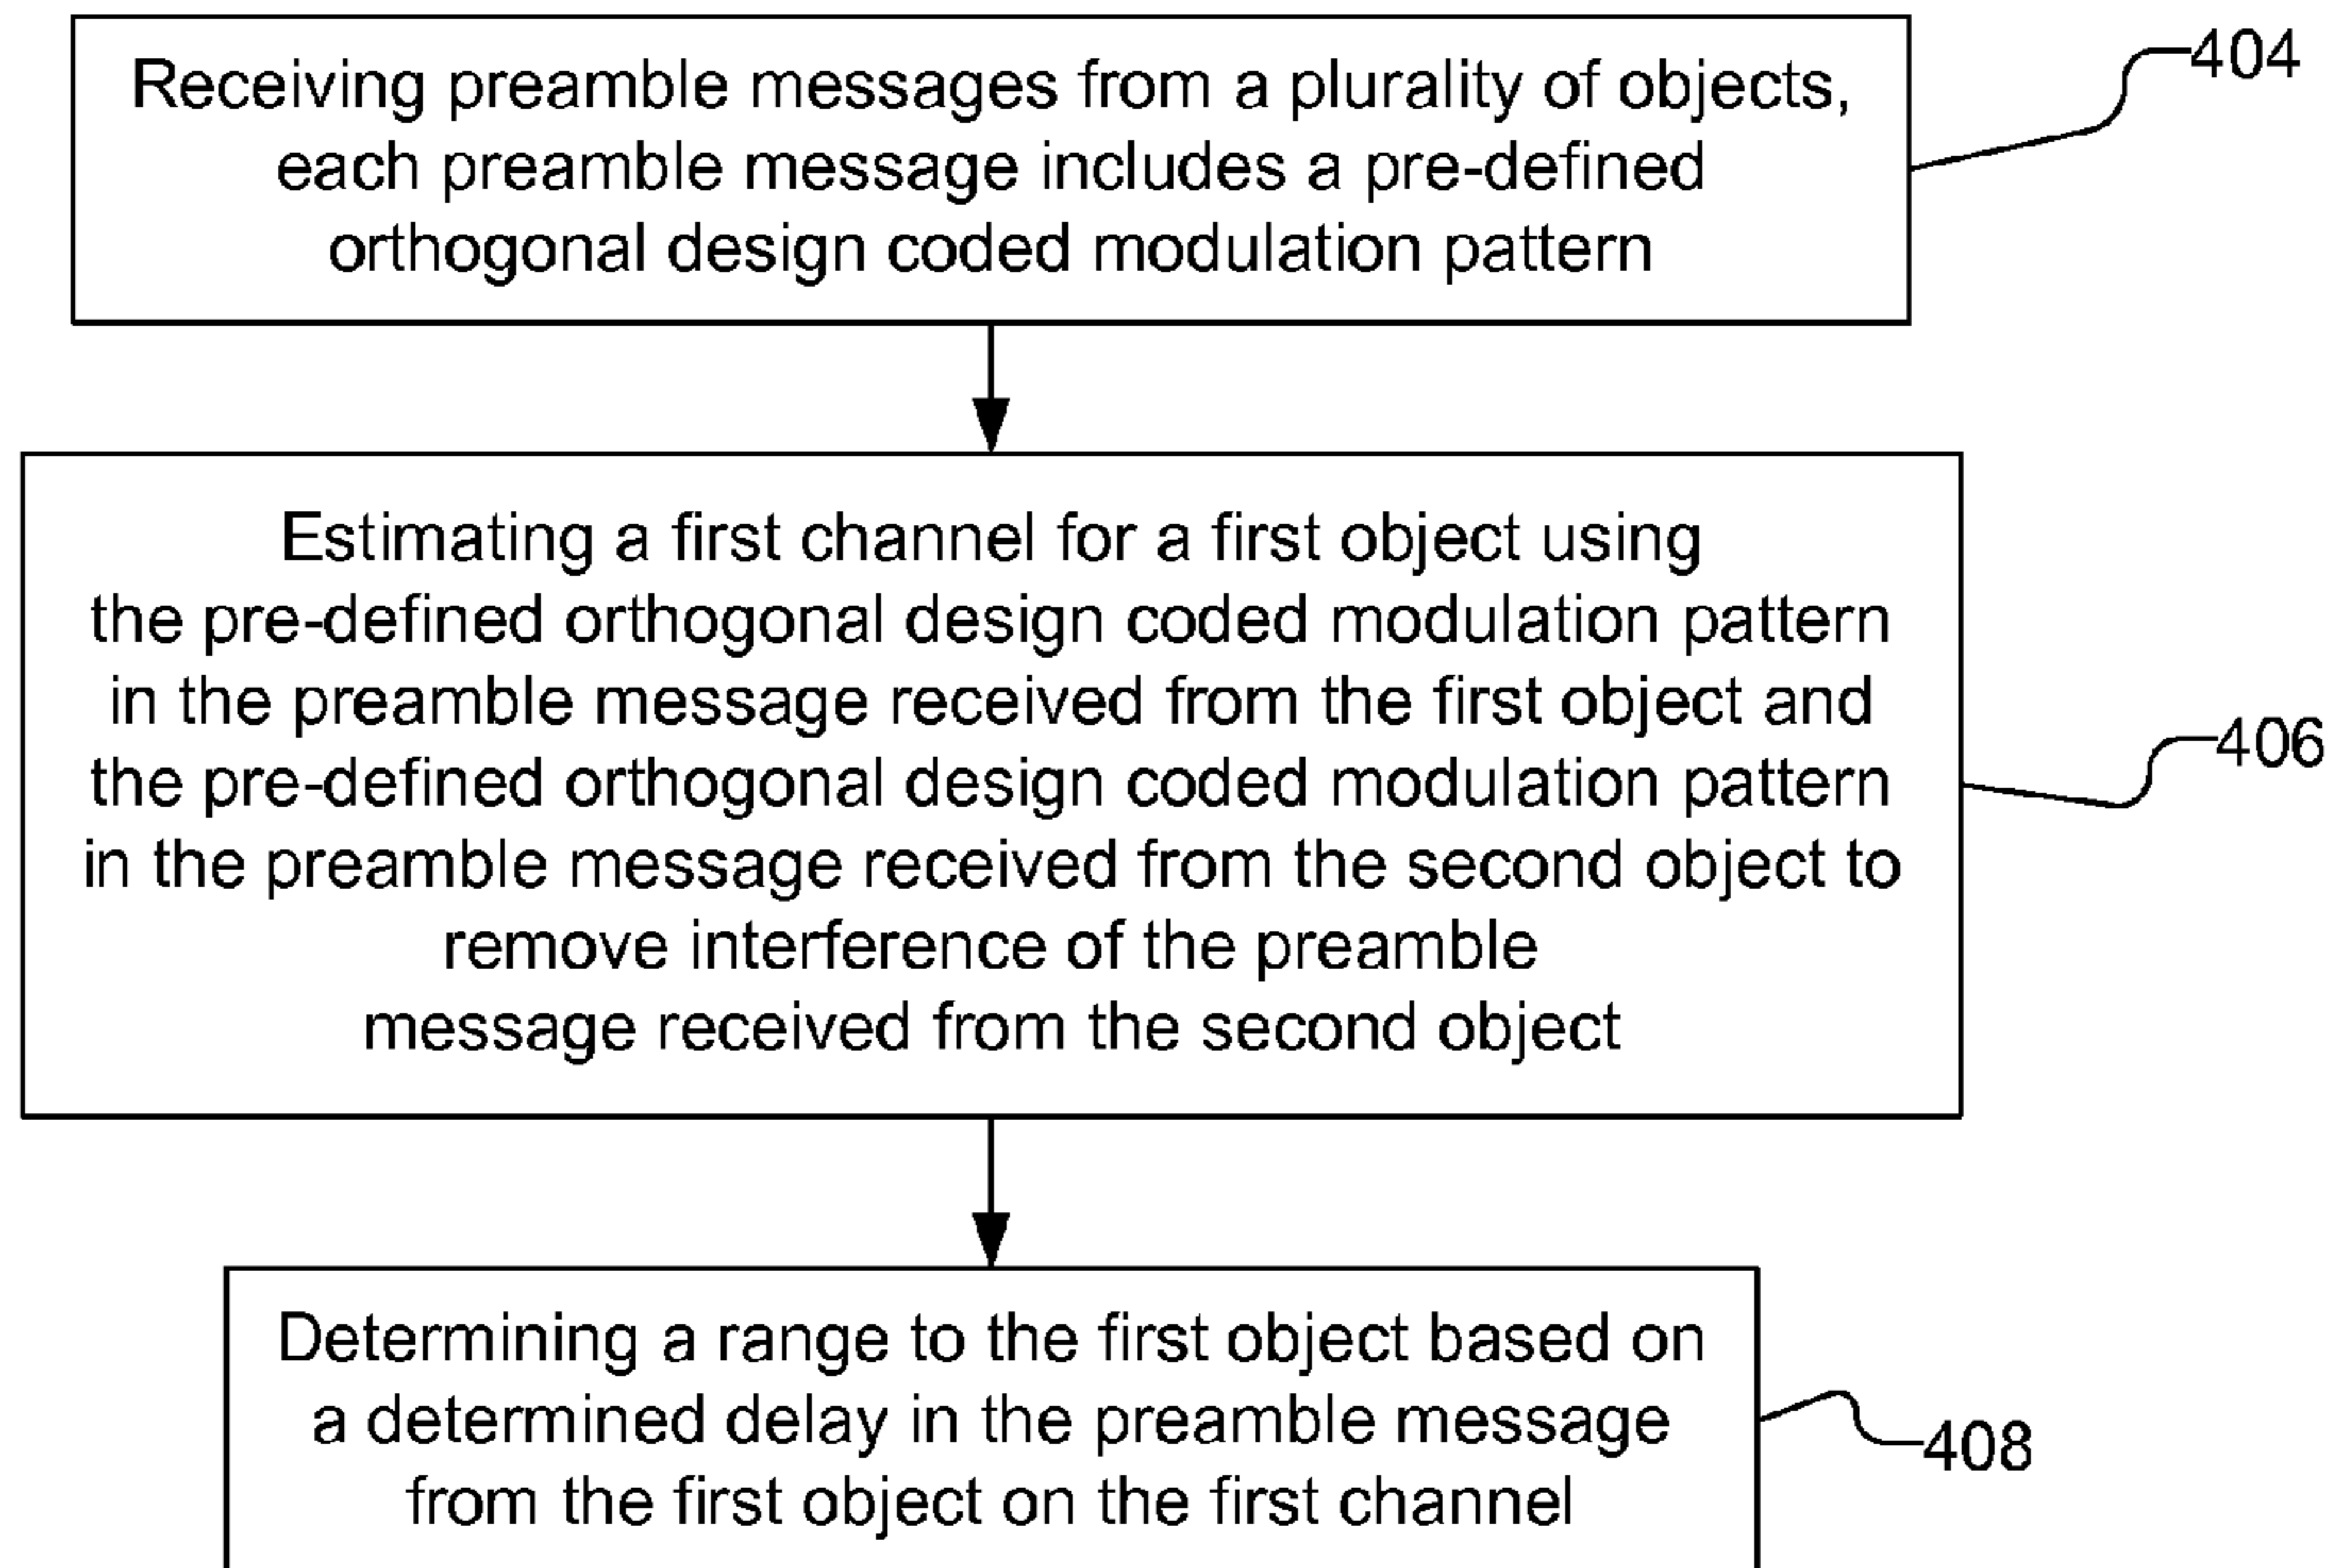 Receiving preamble messages from a plurality of objects,
each preamble message includes a pre-defined
orthogonal design coded modulation pattern
404
Estimating a first channel for a first object using
the pre-defined orthogonal design coded modulation pattern
in the preamble message received from the first object and
the pre-defined orthogonal design coded modulation pattern
in the preamble message received from the second object to
remove interference of the preamble
message received from the second object
406
Determining a range to the first object based on
a determined delay in the preamble message
from the first object on the first channel
408